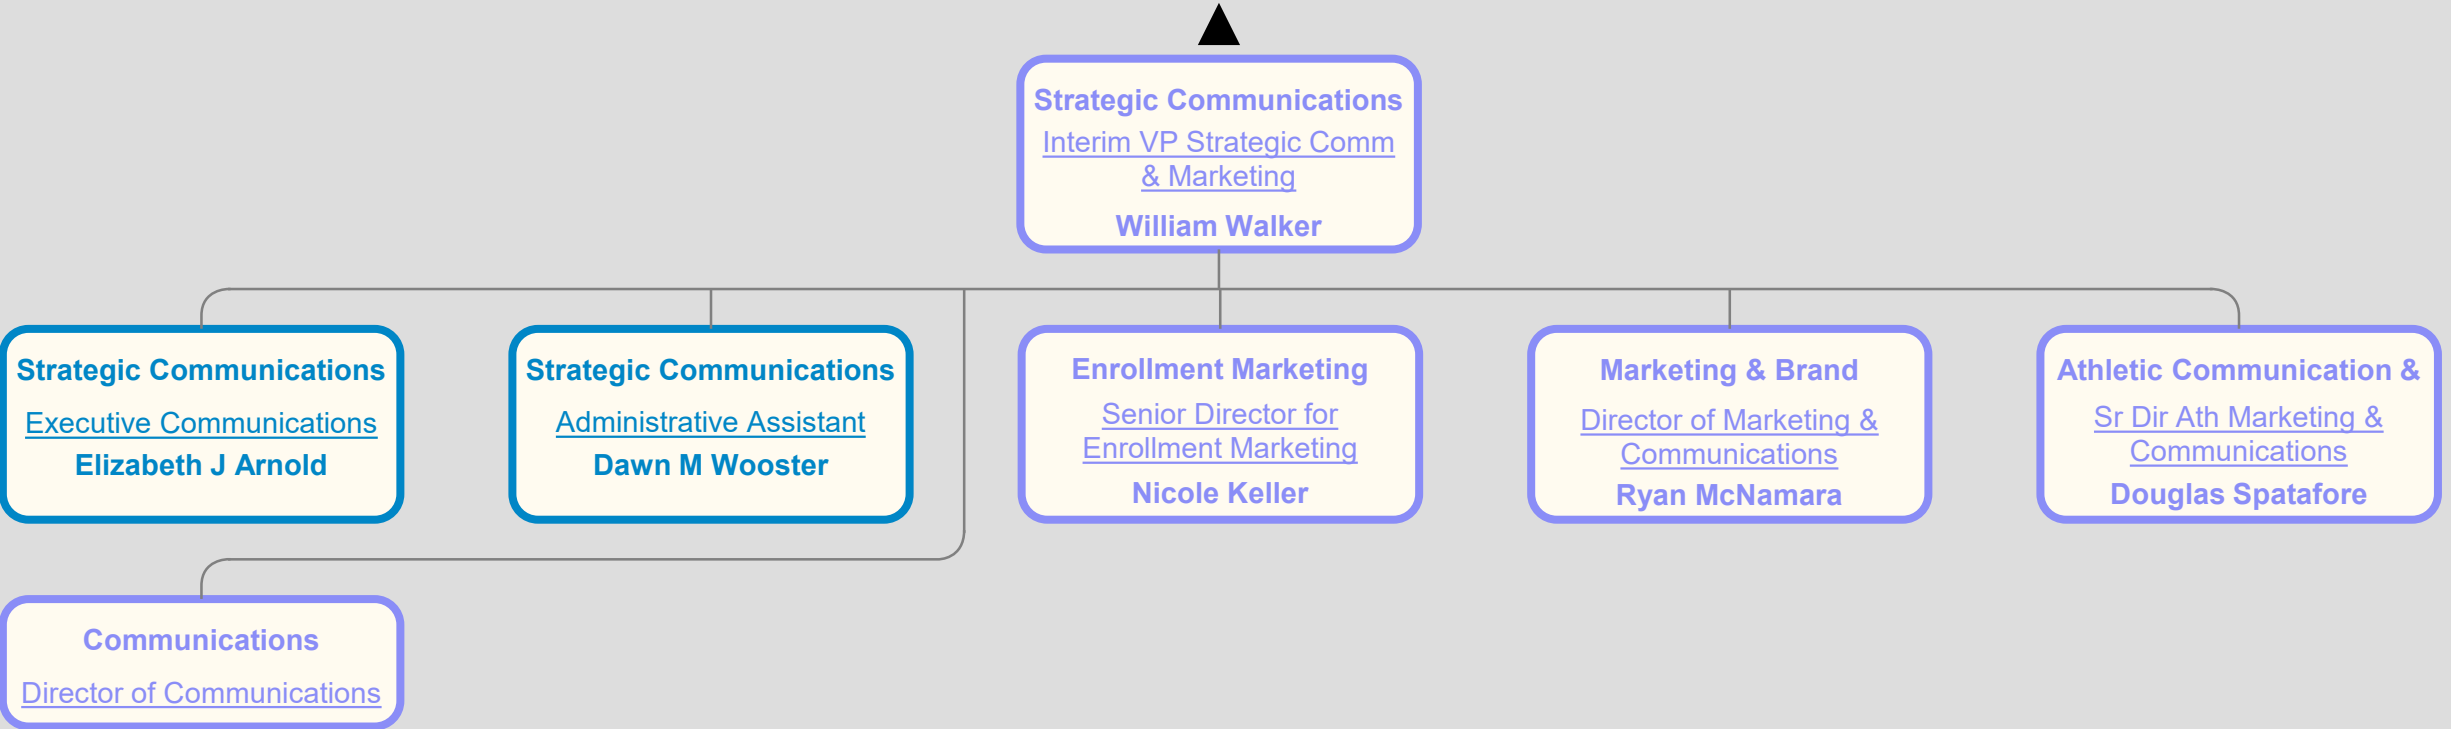 Strategic Communications
Interim VP Strategic Comm
& Marketing
William Walker
Strategic Communications
Executive Communications
Elizabeth J Arnold
Strategic Communications
Administrative Assistant
Dawn M Wooster
Enrollment Marketing
Senior Director for
Enrollment Marketing
Nicole Keller
Marketing & Brand
Director of Marketing &
Communications
Ryan McNamara
Athletic Communication &
Sr Dir Ath Marketing &
Communications
Douglas Spatafore
Communications
Director of Communications